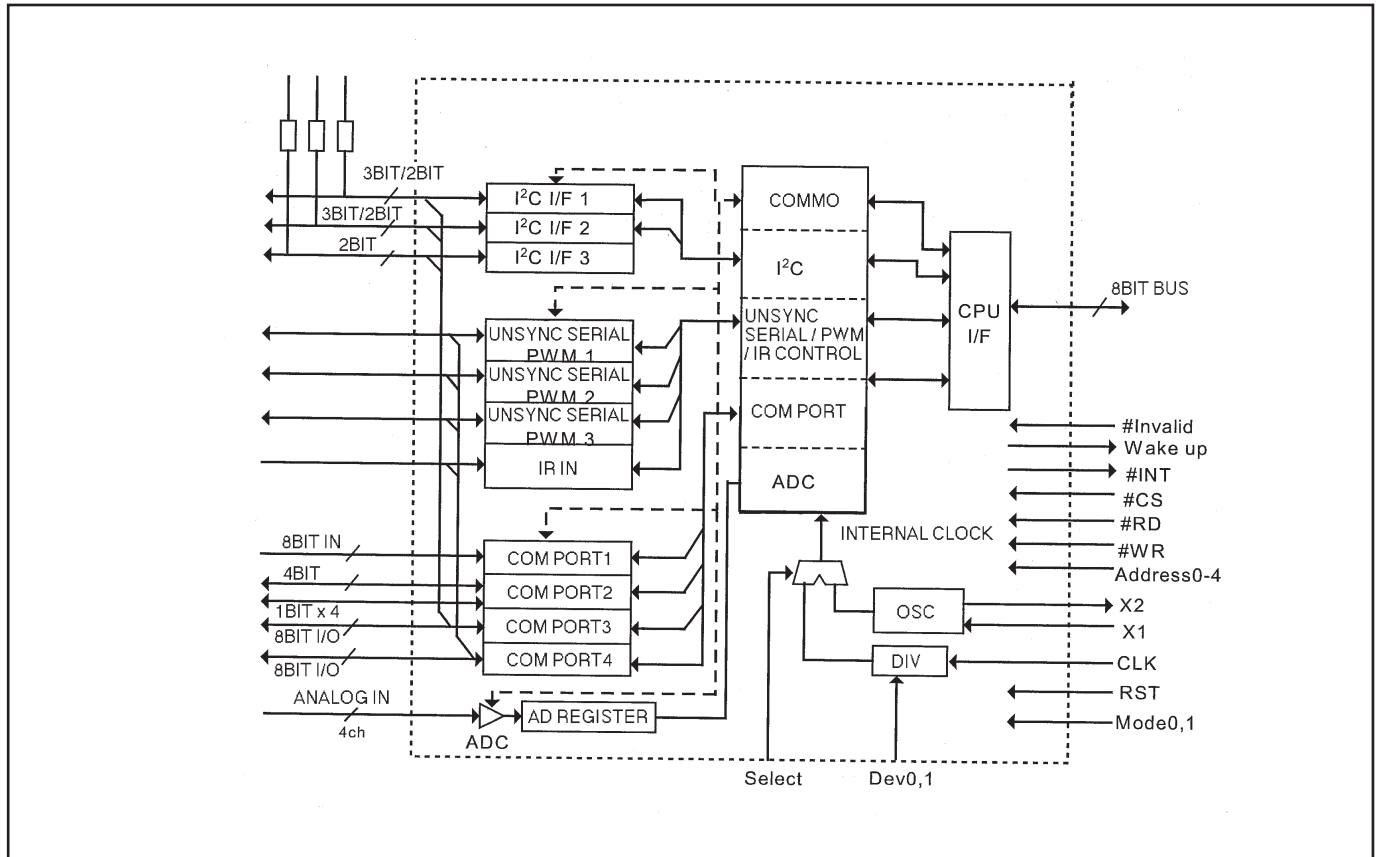 3BIT/2BIT
3BIT/2BIT
2BIT
I²C I/F 1
I²C I/F 2
I²C I/F 3
UNSYNC SERIAL
PWM 1
UNSYNC SERIAL
PWM 2
UNSYNC SERIAL
PWM 3
IR IN
8BIT IN
4BIT
1BIT x 4
8BIT I/O
8BIT I/O
COM PORT1
COM PORT2
COM PORT3
COM PORT4
ANALOG IN
4ch
ADC
AD REGISTER
COMMO
I²C
UNSYNC
SERIAL / PWM
/ IR CONTROL
COM PORT
ADC
CPU
I/F
8BIT BUS
INTERNAL CLOCK
OSC
DIV
Select
Dev0,1
#Invalid
Wake up
#INT
#CS
#RD
#WR
Address0-4
X2
X1
CLK
RST
Mode0,1